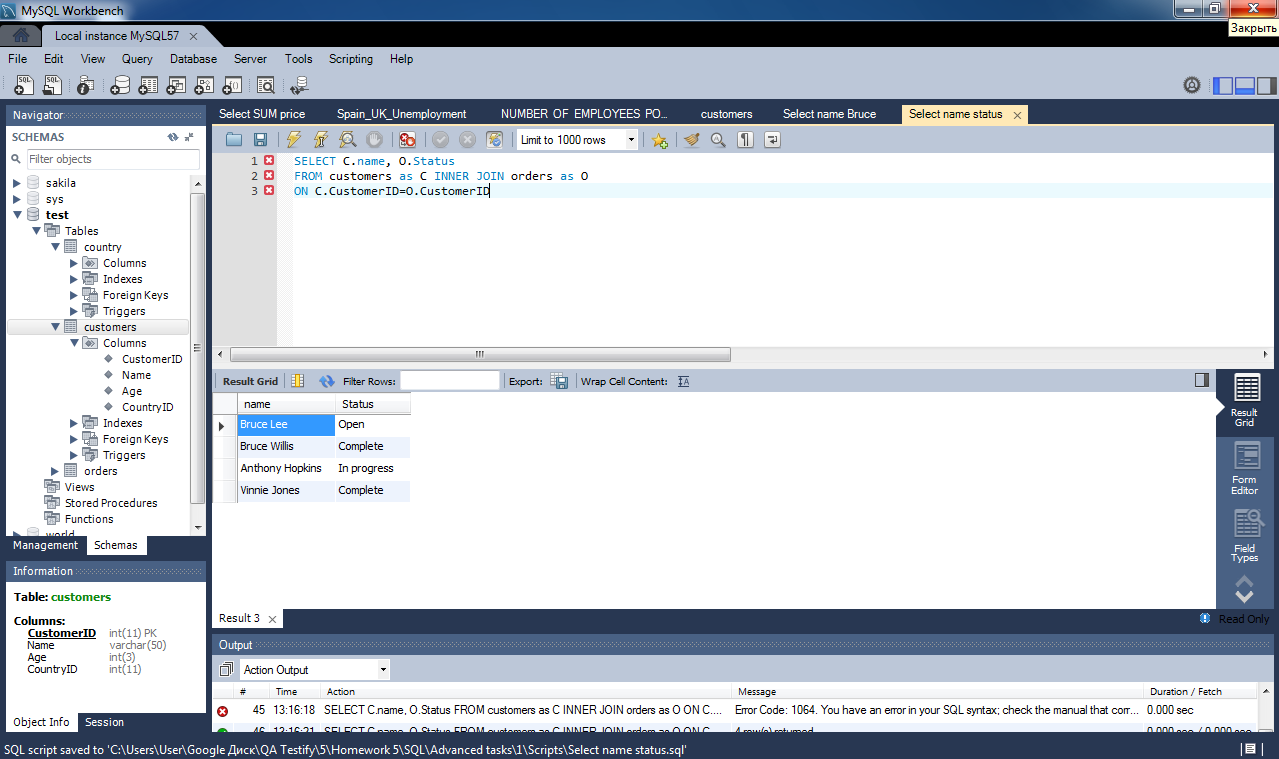 MySQL Workbench
Закрыть
Local instance MySQL57
File Edit View Query Database Server Tools Scripting Help
Navigator
SCHEMAS
Filter objects
sakila
sys
test
Tables
country
Columns
Indexes
Foreign Keys
Triggers
customers
Columns
CustomerID
Name
Age
CountryID
Indexes
Foreign Keys
Triggers
orders
Views
Stored Procedures
Functions
world
Management Schemas
Information
Table: customers
Columns:
CustomerID int(11) PK
Name varchar(50)
Age int(3)
CountryID int(11)
Object Info Session
Select SUM price Spain_UK_Unemployment NUMBER OF EMPLOYEES PO... customers Select name Bruce Select name status
Limit to 1000 rows
1 SELECT C.name, O.Status
2 FROM customers as C INNER JOIN orders as O
3 ON C.CustomerID=O.CustomerID
Result Grid Filter Rows: Export: Wrap Cell Content:
name Status
Bruce Lee Open
Bruce Willis Complete
Anthony Hopkins In progress
Vinnie Jones Complete
Result Grid
Form Editor
Field Types
Result 3
Read Only
Output
Action Output
# Time Action Message Duration / Fetch
45 13:16:18 SELECT C.name, O.Status FROM customers as C INNER JOIN orders as O ON C.... Error Code: 1064. You have an error in your SQL syntax; check the manual that corr... 0.000 sec
46 13:16:21 SELECT C.name, O.Status FROM customers as C INNER JOIN orders as O ON C... 4 row(s) returned 0.000 sec / 0.000 sec
SQL script saved to 'C:\Users\User\Google Диск\QA Testify\5\Homework 5\SQL\Advanced tasks\1\Scripts\Select name status.sql'